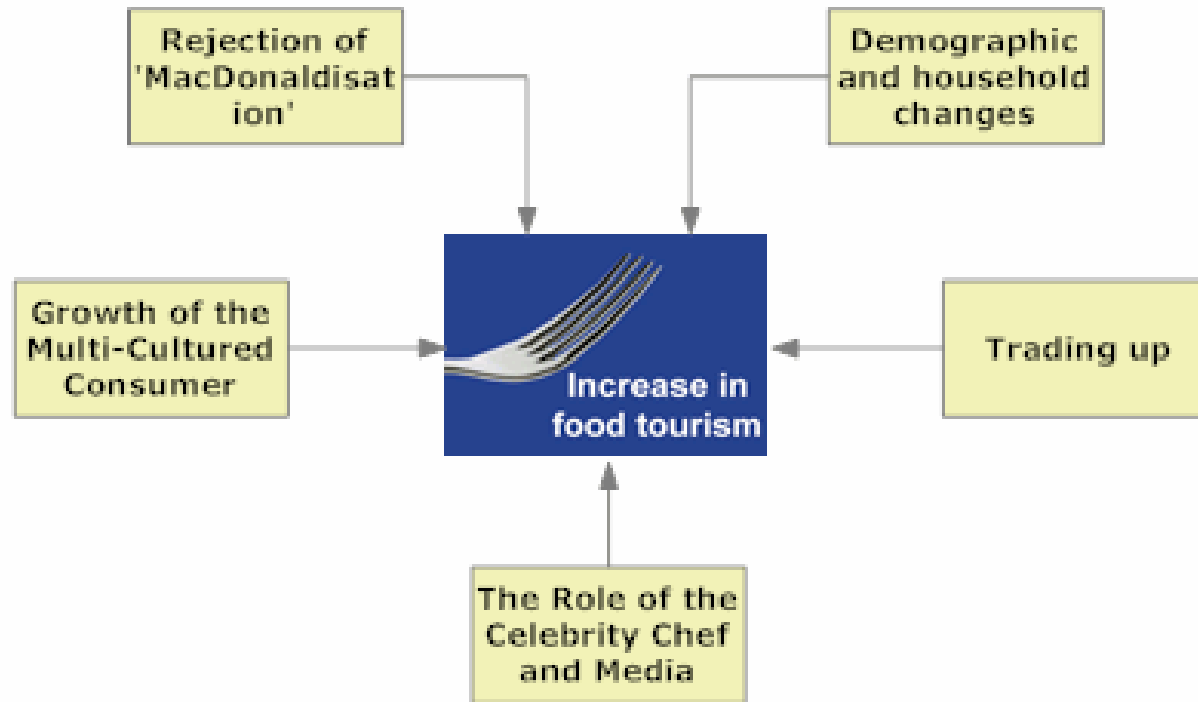 Rejection of
'MacDonaldisat
ion'
Demographic
and household
changes
Growth of the
Multi-Cultured
Consumer
Increase in
food tourism
Trading up
The Role of the
Celebrity Chef
and Media